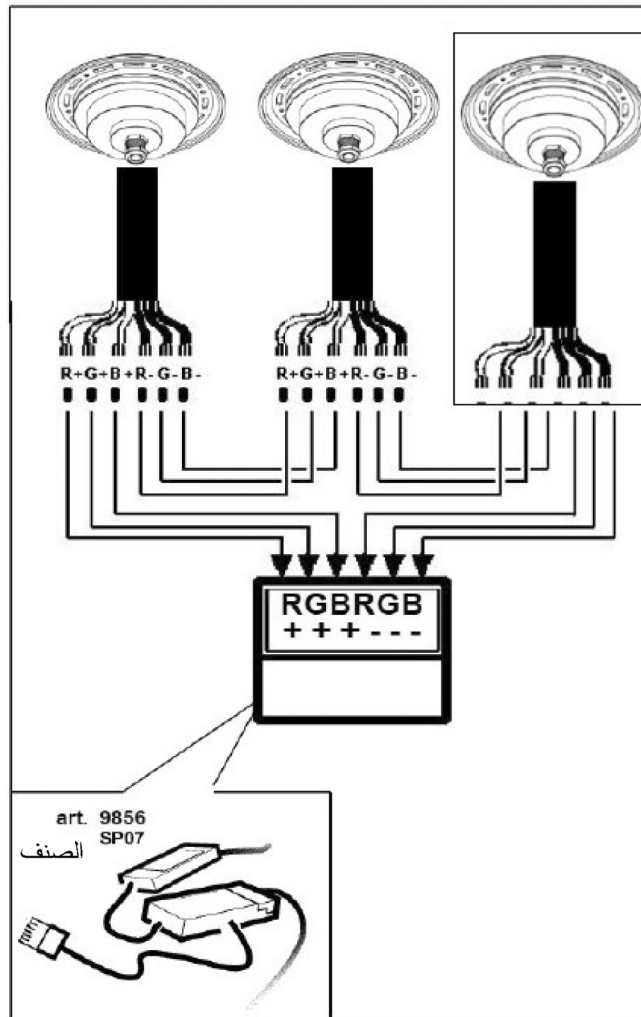 R+G+B+R-G-B-
R+G+B+R-G-B-
RGBRGB
+++---
art. 9856
SP07
الصنف